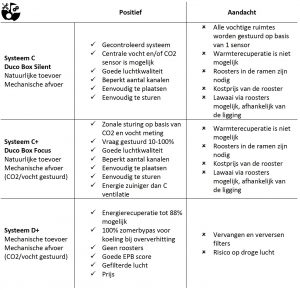 Positief
Aandacht
Systeem C
Duco Box Silent
Natuurlijke toevoer
Mechanische afvoer
Gecontroleerd systeem
Centrale vocht en/of CO2
sensor is mogelijk
Goede luchtkwaliteit
Beperkt aantal kanalen
Eenvoudig te plaatsen
Eenvoudig te sturen
Alle vochtige ruimtes
worden gestuurd op basis
van 1 sensor
Warmterecuperatie is niet
mogelijk
Roosters in de ramen zijn
nodig
Kostprijs van de rooster
Lawaai via roosters
mogelijk, afhankelijk van
de ligging
Systeem C+
Duco Box Focus
Natuurlijke toevoer
Mechanische afvoer
(CO2/vocht gestuurd)
Zonale sturing op basis van
CO2 en vocht meting
Vraag gestuurd 10-100%
Goede luchtkwaliteit
Beperkt aantal kanalen
Eenvoudig te plaatsen
Eenvoudig te sturen
Energie zuiniger dan C
ventilatie
Warmterecuperatie is niet
mogelijk
Roosters in de ramen zijn
nodig
Kostprijs van de rooster
Lawaai via roosters
mogelijk, afhankelijk van
de ligging
Systeem D+
Mechanische toevoer
Mechanische afvoer
(CO2/vocht gestuurd)
Energierecuperatie tot 88%
mogelijk
100% zomerbypas voor
koeling bij oververhitting
Geen roosters
Goede EPB score
Gefilterde lucht
Prijs
Vervangen en verversen
filters
Risico op droge lucht